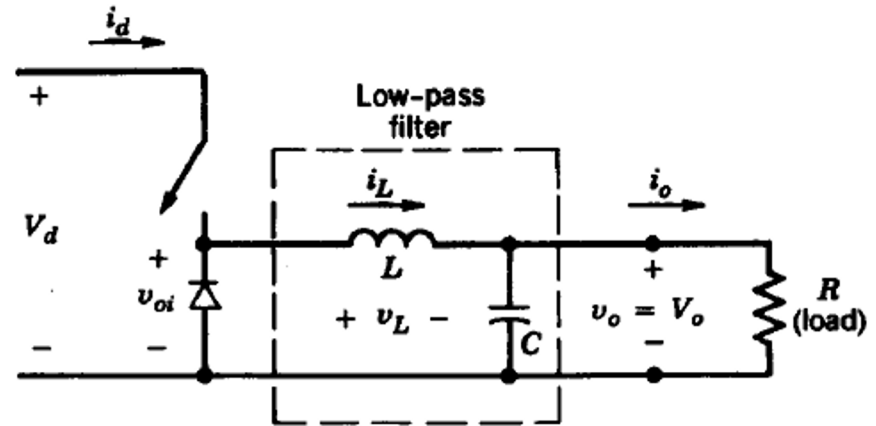 i_d
+
Low-pass
filter
i_L
i_o
V_d
+
v_oi
L
+ v_L −
C
+
v_o = V_o
R
(load)
−
−
−